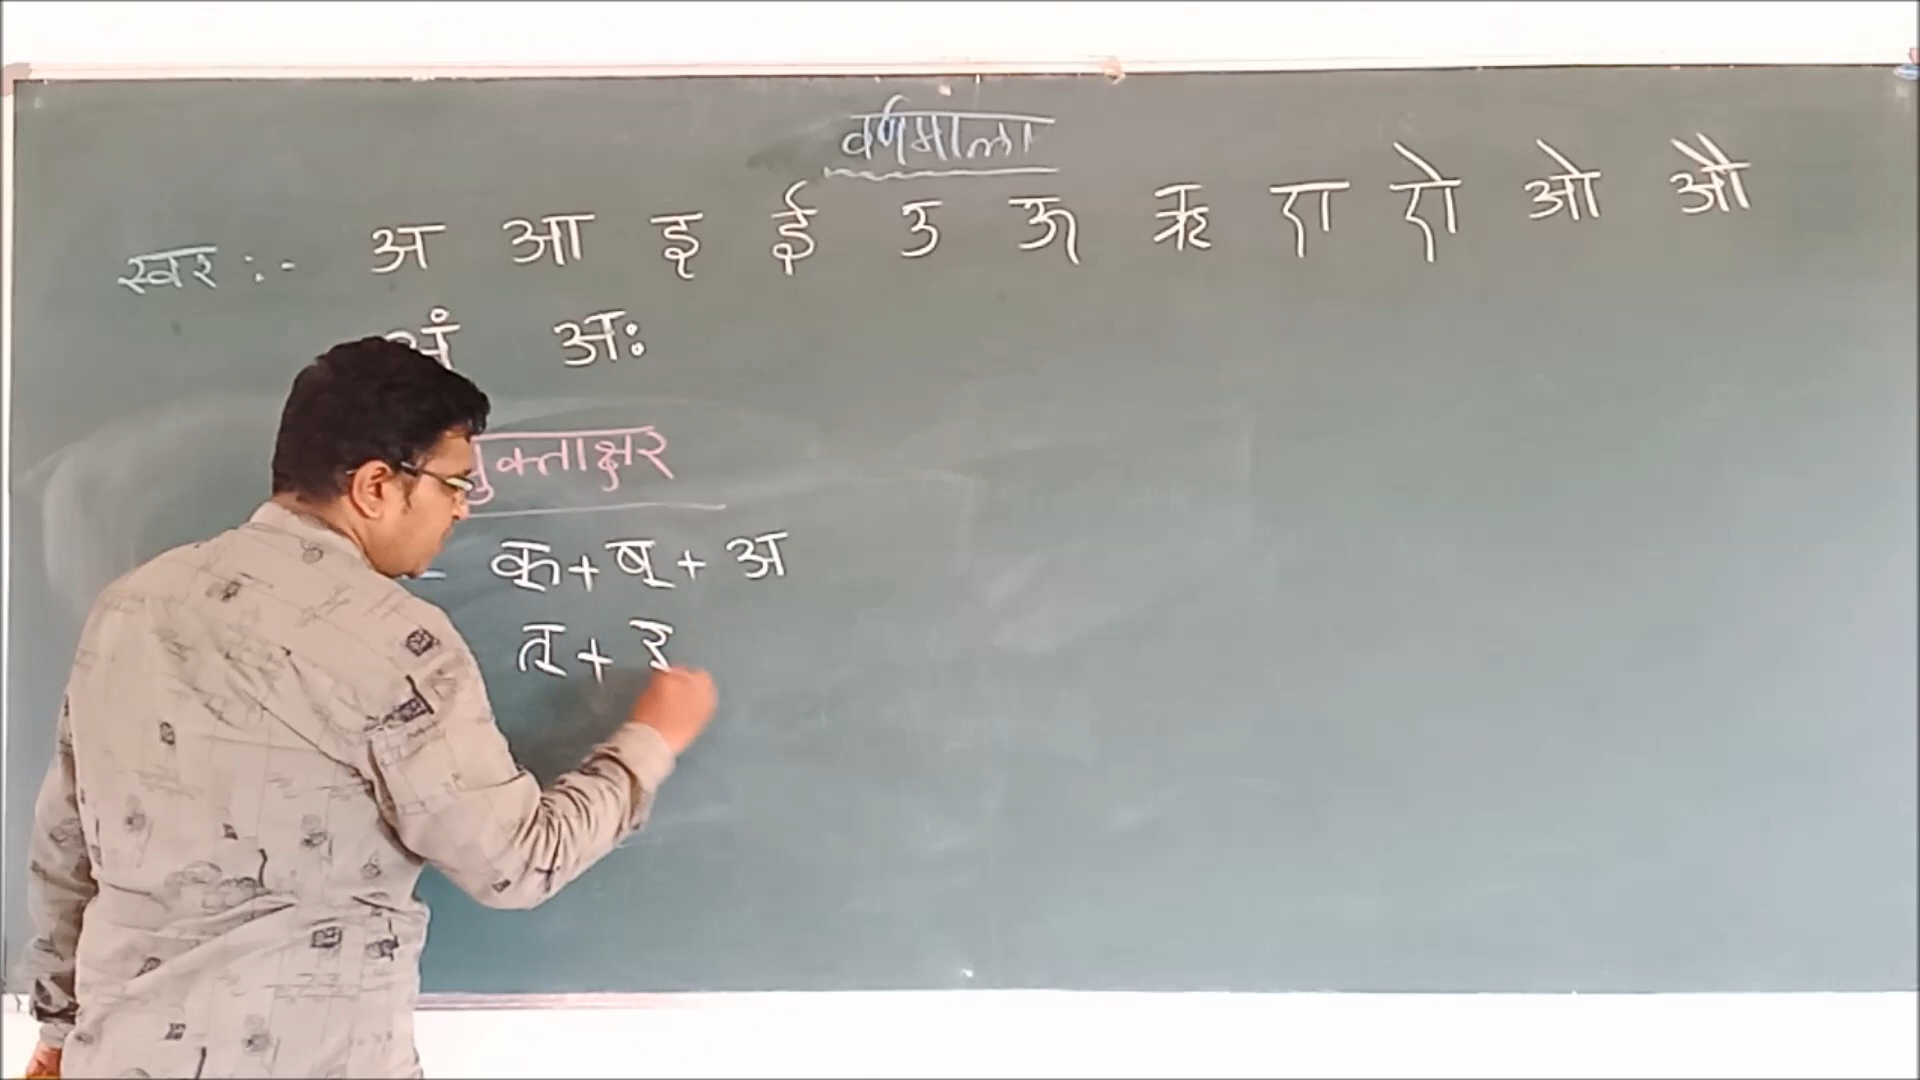 वर्णमाला
स्वर :- अ आ इ ई उ ऊ ऋ ए ऐ ओ औ
अं अः
युक्ताक्षर
= क् + ष् + अ
त् + र